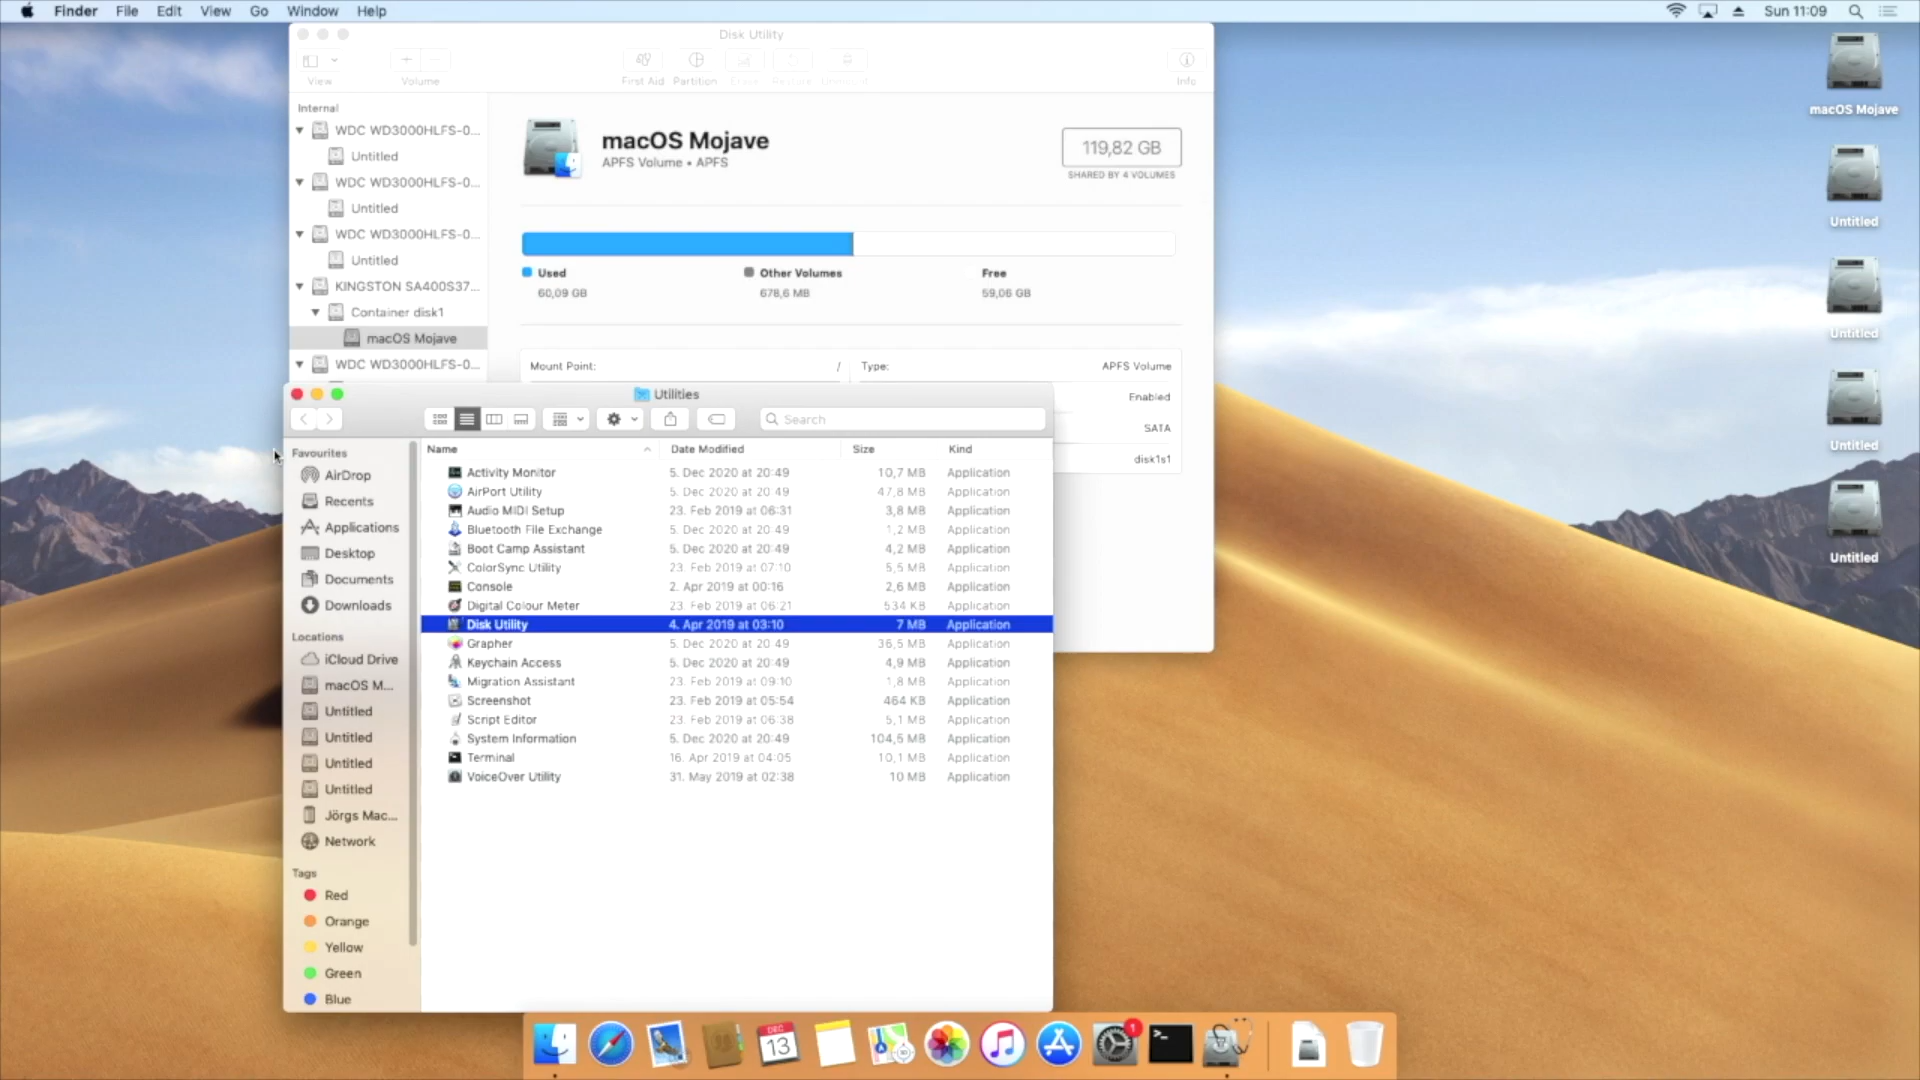 Finder File Edit View Go Window Help
Sun 11:09
Disk Utility
View
Volume
First Aid
Partition
Erase
Restore
Unmount
Info
Internal
WDC WD3000HLFS-0...
Untitled
WDC WD3000HLFS-0...
Untitled
WDC WD3000HLFS-0...
Untitled
KINGSTON SA400S37...
Container disk1
macOS Mojave
WDC WD3000HLFS-0...
macOS Mojave
APFS Volume • APFS
119,82 GB
SHARED BY 4 VOLUMES
Used
60,09 GB
Other Volumes
678,6 MB
Free
59,06 GB
Mount Point: /
Type: APFS Volume
Enabled
SATA
disk1s1
Utilities
Search
Favourites
AirDrop
Recents
Applications
Desktop
Documents
Downloads
Locations
iCloud Drive
macOS M...
Untitled
Untitled
Untitled
Untitled
Jörgs Mac...
Network
Tags
Red
Orange
Yellow
Green
Blue
Name Date Modified Size Kind
Activity Monitor 5. Dec 2020 at 20:49 10,7 MB Application
AirPort Utility 5. Dec 2020 at 20:49 47,8 MB Application
Audio MIDI Setup 23. Feb 2019 at 06:31 3,8 MB Application
Bluetooth File Exchange 5. Dec 2020 at 20:49 1,2 MB Application
Boot Camp Assistant 5. Dec 2020 at 20:49 4,2 MB Application
ColorSync Utility 23. Feb 2019 at 07:10 5,5 MB Application
Console 2. Apr 2019 at 00:16 2,6 MB Application
Digital Colour Meter 23. Feb 2019 at 06:21 534 KB Application
Disk Utility 4. Apr 2019 at 03:10 7 MB Application
Grapher 5. Dec 2020 at 20:49 36,5 MB Application
Keychain Access 5. Dec 2020 at 20:49 4,9 MB Application
Migration Assistant 23. Feb 2019 at 09:10 1,8 MB Application
Screenshot 23. Feb 2019 at 05:54 464 KB Application
Script Editor 23. Feb 2019 at 06:38 5,1 MB Application
System Information 5. Dec 2020 at 20:49 104,5 MB Application
Terminal 16. Apr 2019 at 04:05 10,1 MB Application
VoiceOver Utility 31. May 2019 at 02:38 10 MB Application
macOS Mojave
Untitled
Untitled
Untitled
Untitled
DEC
13
1